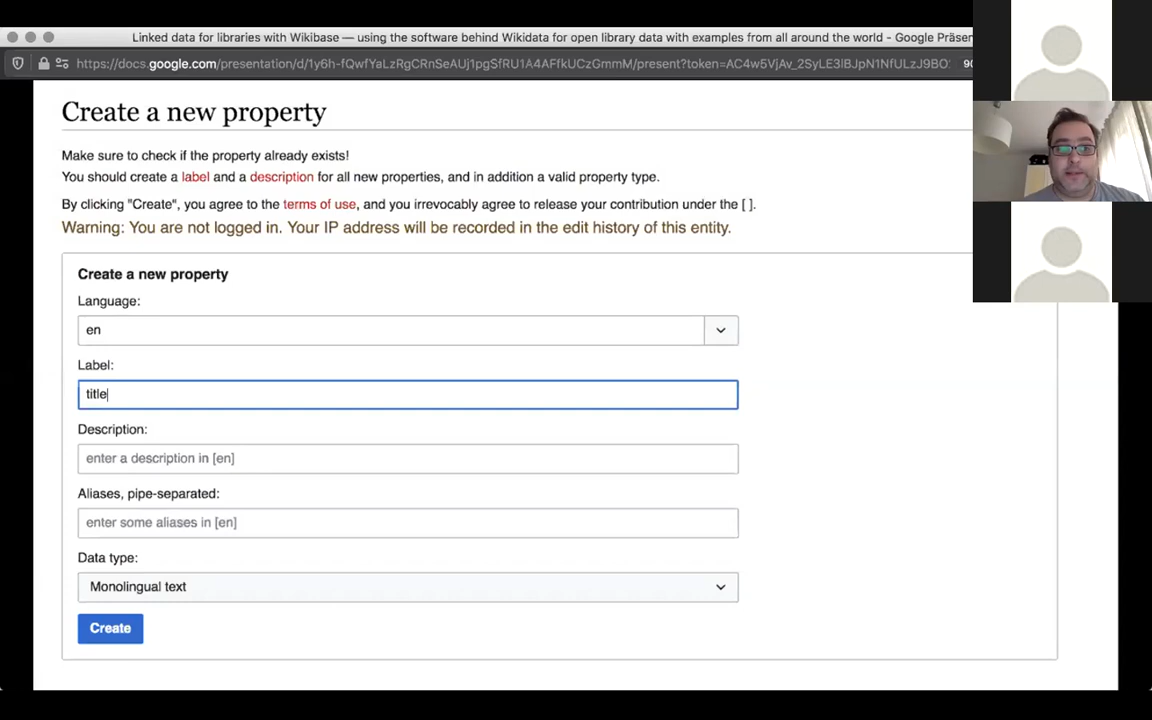 Linked data for libraries with Wikibase — using the software behind Wikidata for open library data with examples from all around the world - Google Präsen
https://docs.google.com/presentation/d/1y6h-fQwfYaLzRgCRnSeAUj1pgSfRU1A4AFfkUCzGmmM/present?token=AC4w5VjAv_2SyLE3lBJpN1NfULzJ9BO
90
Create a new property
Make sure to check if the property already exists!
You should create a label and a description for all new properties, and in addition a valid property type.
By clicking "Create", you agree to the terms of use, and you irrevocably agree to release your contribution under the [ ].
Warning: You are not logged in. Your IP address will be recorded in the edit history of this entity.
Create a new property
Language:
en
Label:
title
Description:
enter a description in [en]
Aliases, pipe-separated:
enter some aliases in [en]
Data type:
Monolingual text
Create